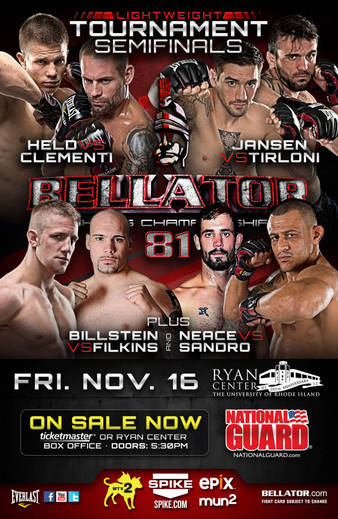 LIGHTWEIGHT
TOURNAMENT
SEMIFINALS
HELD VS
CLEMENTI
JANSEN
VS TIRLONI
BELLATOR
81
PLUS
BILLSTEIN
VS FILKINS
AND
NEACE VS
SANDRO
FRI. NOV. 16
RYAN
CENTER
THE UNIVERSITY OF RHODE ISLAND
ON SALE NOW
ticketmaster® OR RYAN CENTER
BOX OFFICE • DOORS: 5:30PM
NATIONAL
GUARD
NATIONALGUARD.com
EVERLAST
f
You Tube
MTV2
SPIKE
SPIKE.COM
epix
mun2
BELLATOR.com
FIGHT CARD SUBJECT TO CHANGE